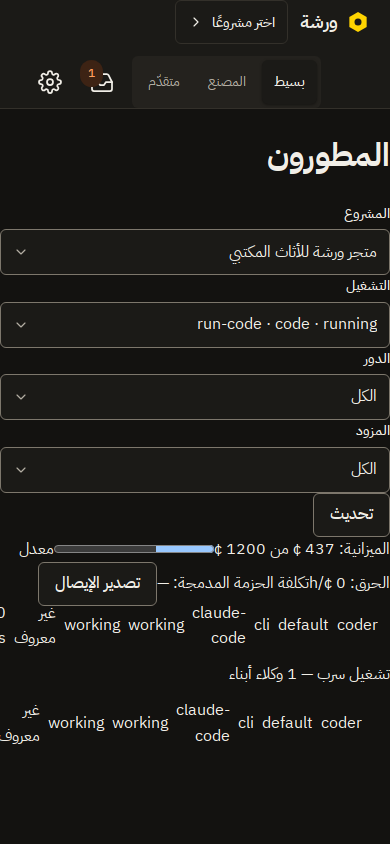 ورشة
اختر مشروعًا
بسيط المصنع متقدّم 1
المطورون
المشروع
متجر ورشة للأثاث المكتبي
التشغيل
run-code · code · running
الدور
الكل
المزود
الكل
تحديث
الميزانية: 437 ¢ من 1200 ¢ معدل
الحرق: 0 ¢/h تكلفة الحزمة المدمجة: — تصدير الإيصال
coder default cli claude-code working working غير معروف
تشغيل سرب — 1 وكلاء أبناء
coder default cli claude-code working working غير معروف